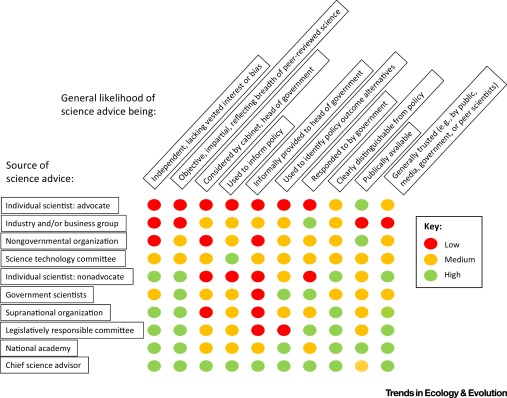 General likelihood of
science advice being:
Independent, lacking vested interest or bias
Objective, impartial, reflecting breadth of peer-reviewed science
Considered by cabinet, head of government
Used to inform policy
Informally provided to head of government
Used to identify policy outcome alternatives
Responded to by government
Clearly distinguishable from policy
Publically available
Generally trusted (e.g. by public,
media, government, or peer scientists)
Source of
science advice:
Individual scientist: advocate
Industry and/or business group
Nongovernmental organization
Science technology committee
Individual scientist: nonadvocate
Government scientists
Supranational organization
Legislatively responsible committee
National academy
Chief science advisor
Key:
Low
Medium
High
Trends in Ecology & Evolution